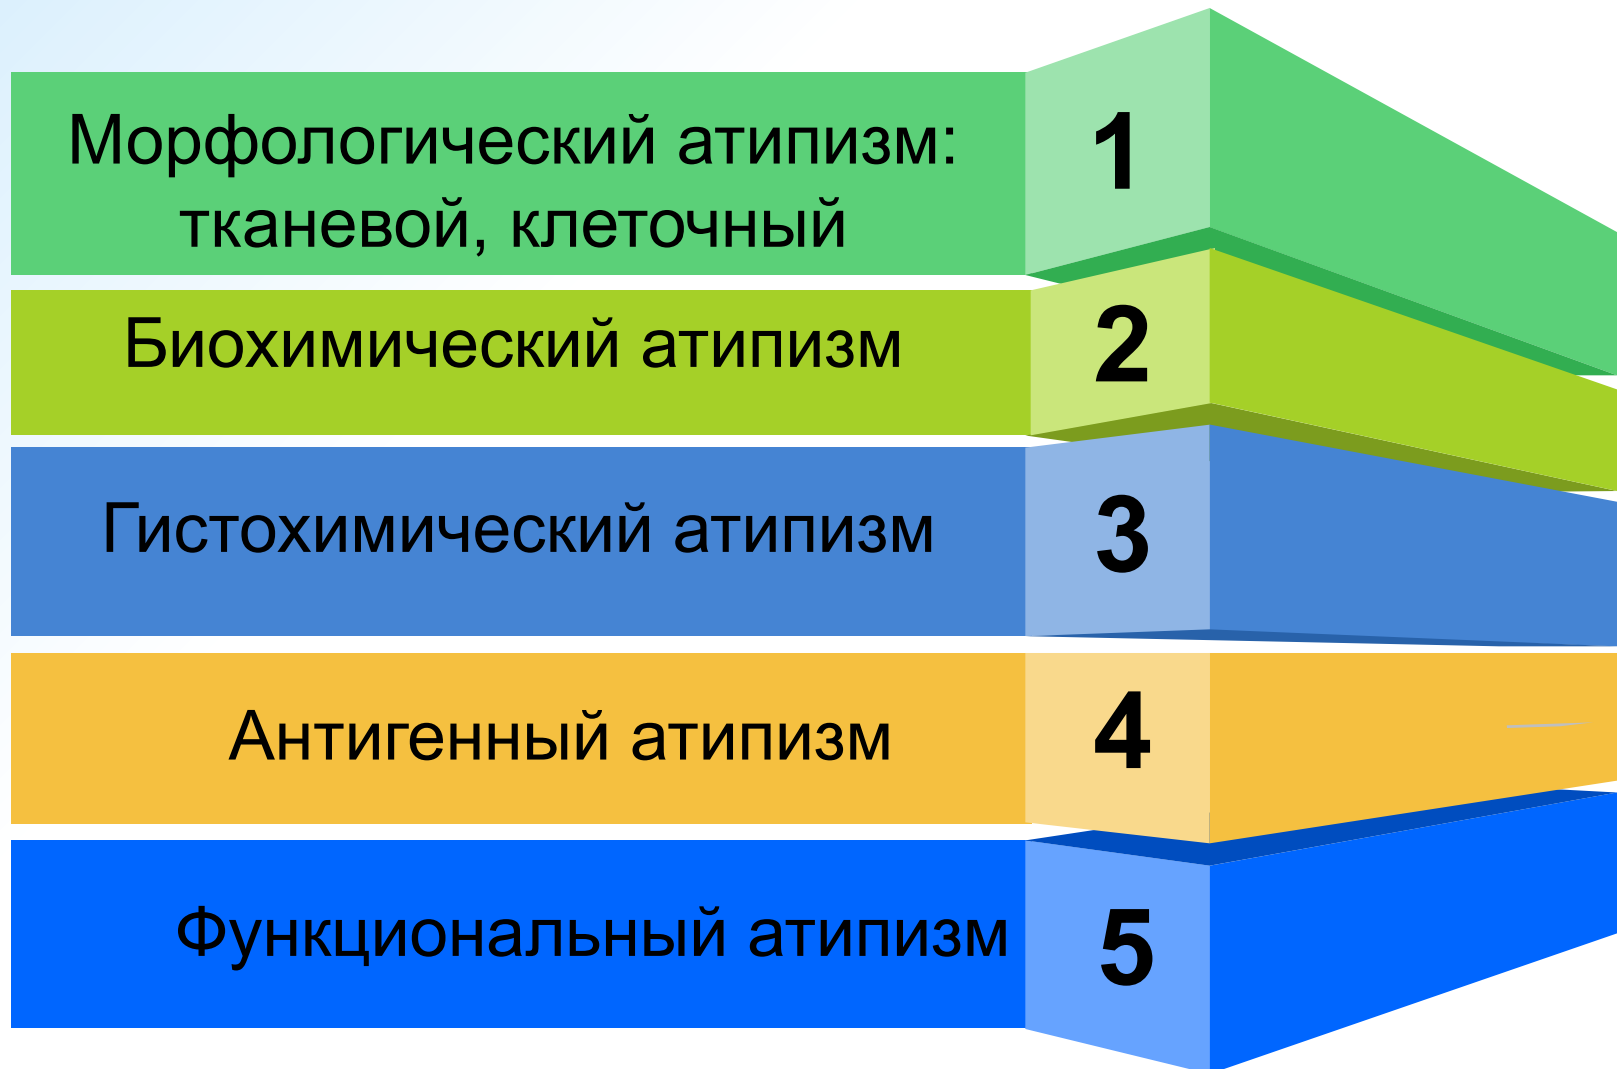 Морфологический атипизм:
тканевой, клеточный
1
Биохимический атипизм
2
Гистохимический атипизм
3
Антигенный атипизм
4
Функциональный атипизм
5